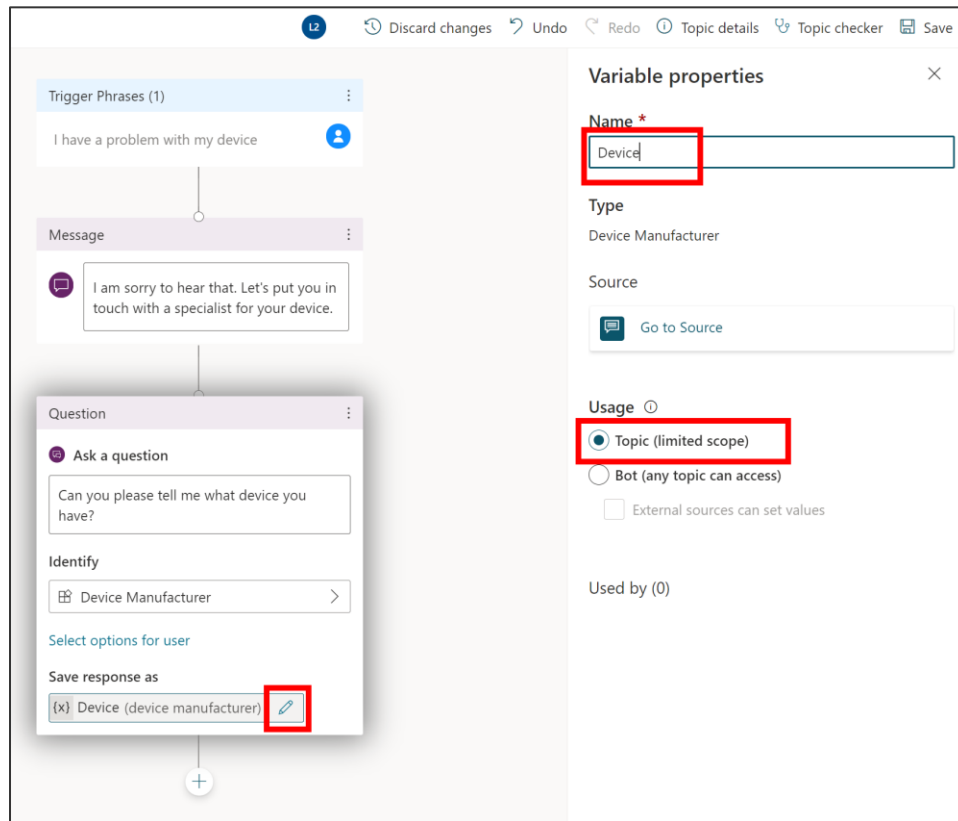 L2 Discard changes Undo Redo Topic details Topic checker Save
Trigger Phrases (1)
I have a problem with my device
Message
I am sorry to hear that. Let's put you in
touch with a specialist for your device.
Question
Ask a question
Can you please tell me what device you
have?
Identify
Device Manufacturer
Select options for user
Save response as
{x} Device (device manufacturer)
Variable properties
Name *
Device
Type
Device Manufacturer
Source
Go to Source
Usage
Topic (limited scope)
Bot (any topic can access)
External sources can set values
Used by (0)